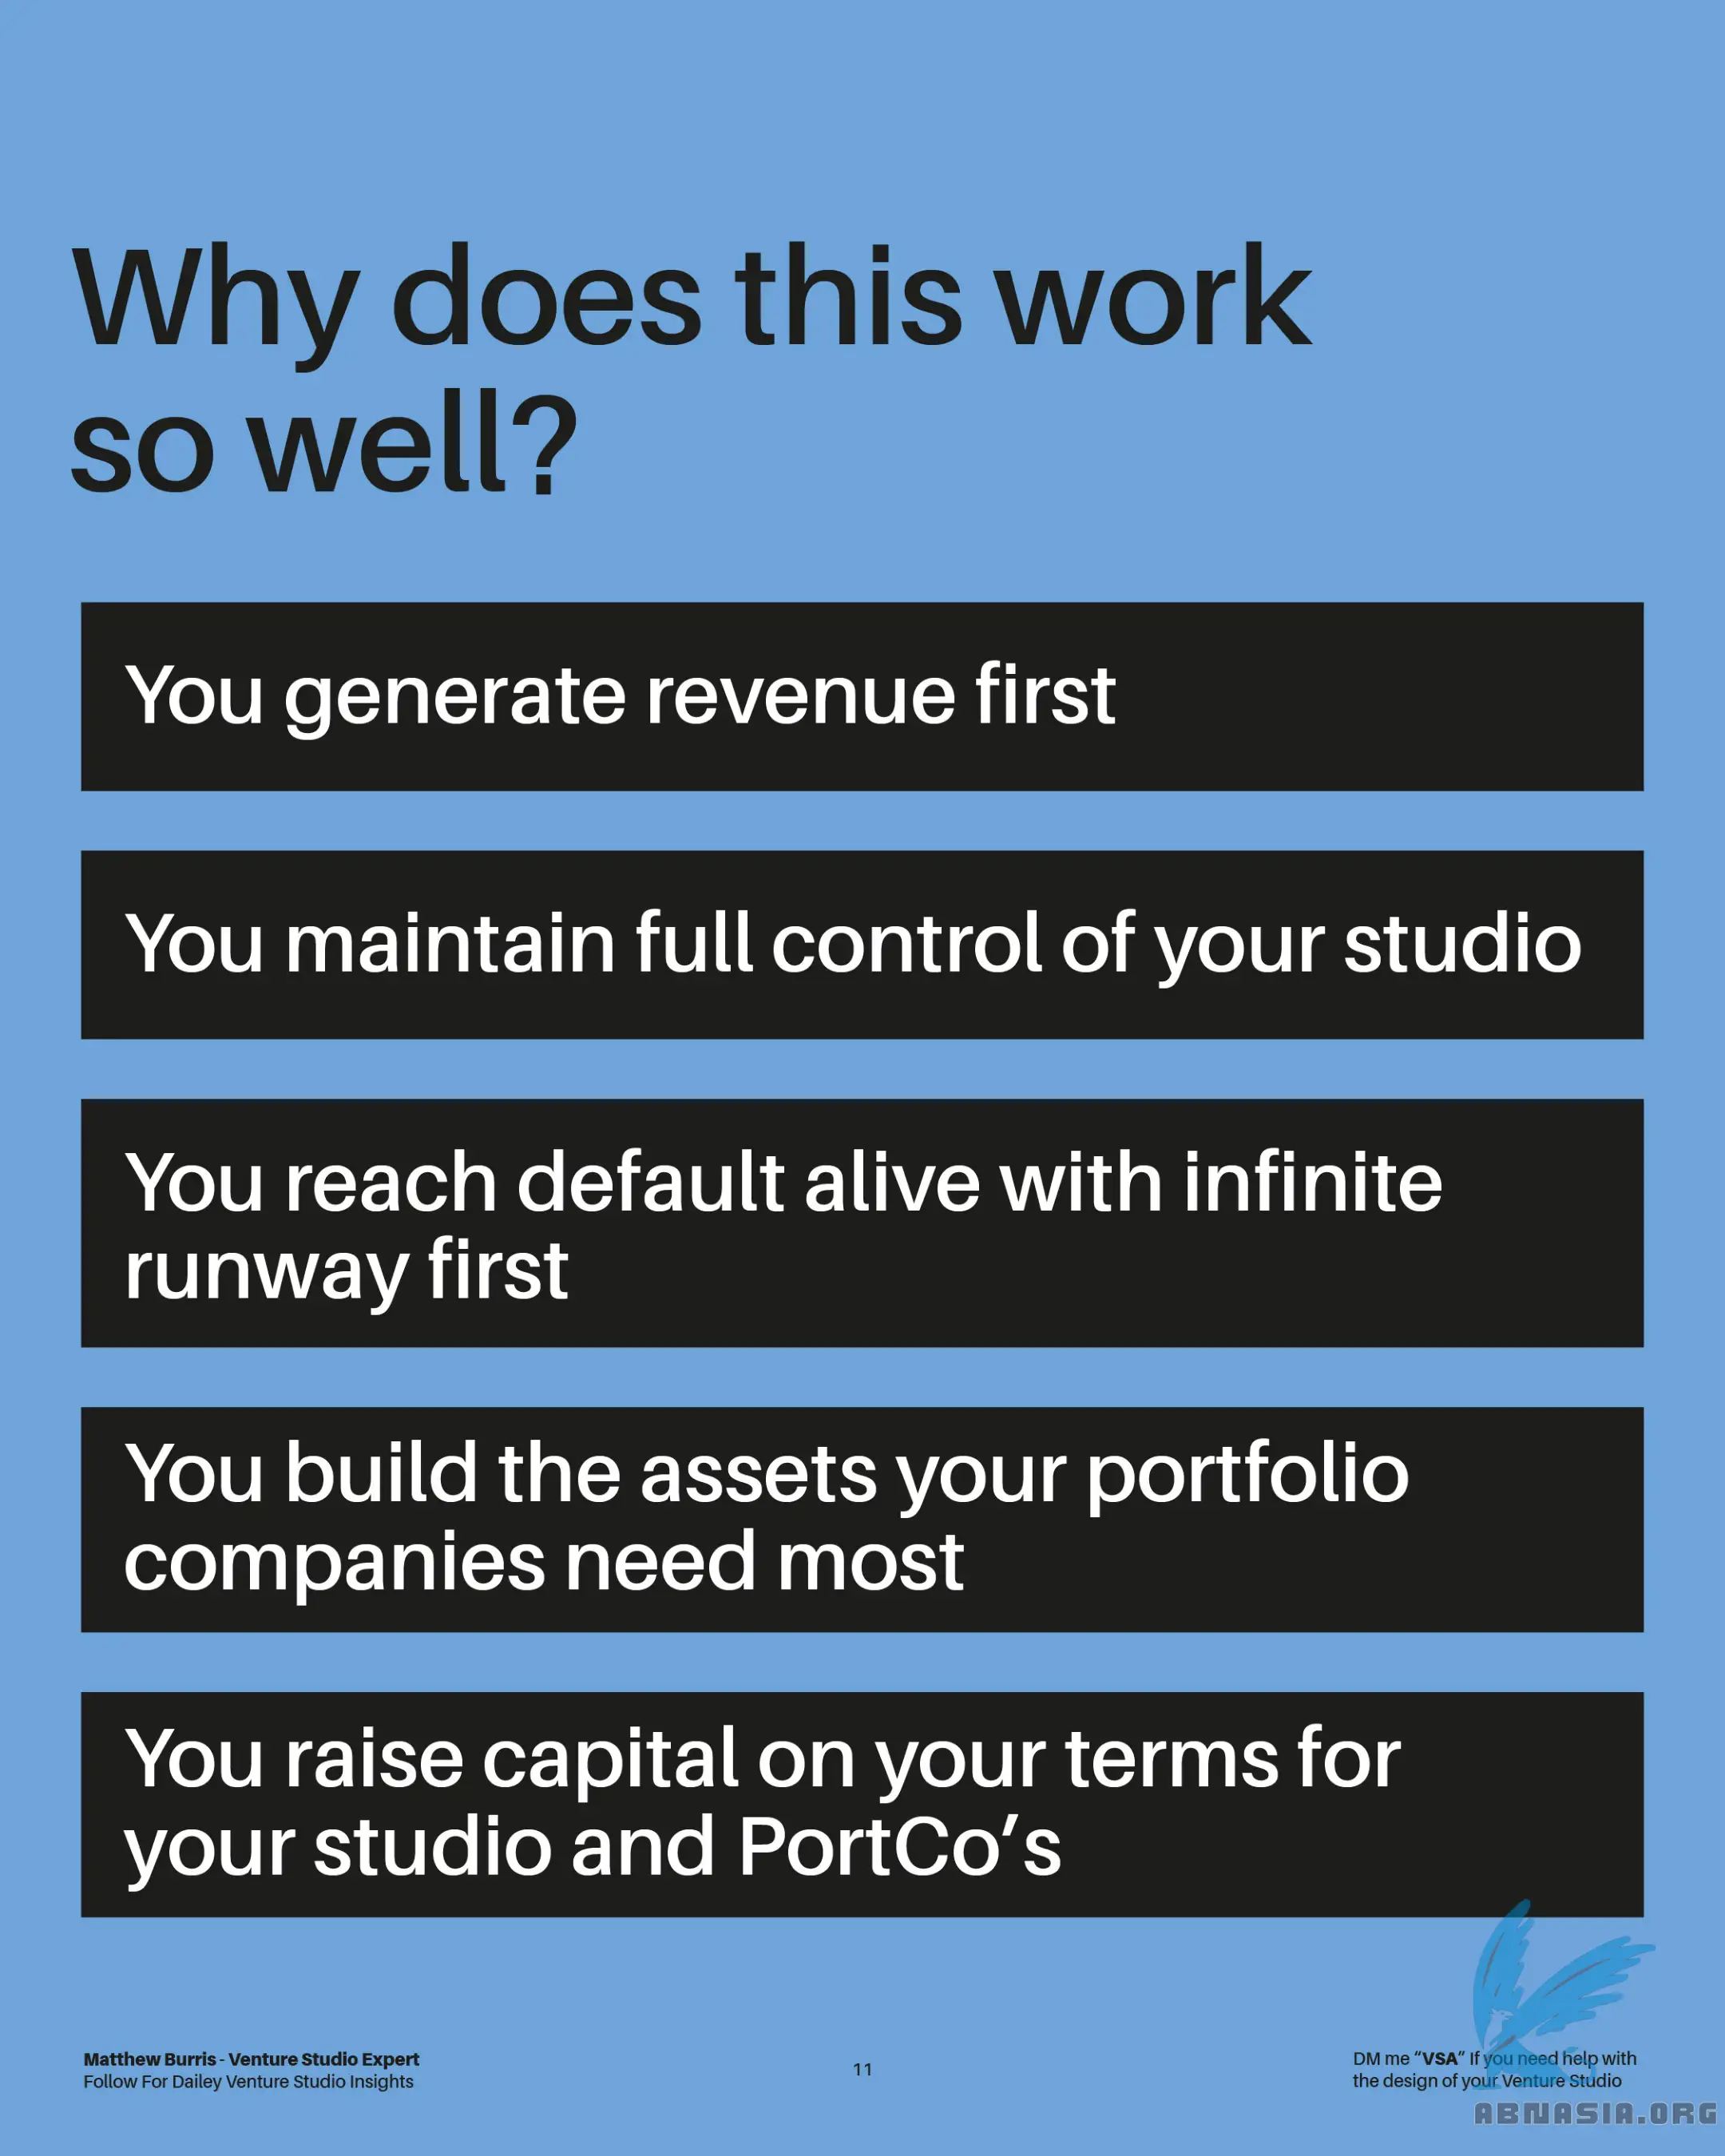 Why does this work
so well?
You generate revenue first
You maintain full control of your studio
You reach default alive with infinite
runway first
You build the assets your portfolio
companies need most
You raise capital on your terms for
your studio and PortCo‘s
Matthew Burris - Venture Studio Expert
Follow For Dailey Venture Studio Insights
11
DM me “VSA” If you need help with
the design of your Venture Studio
ABNASIA.ORG